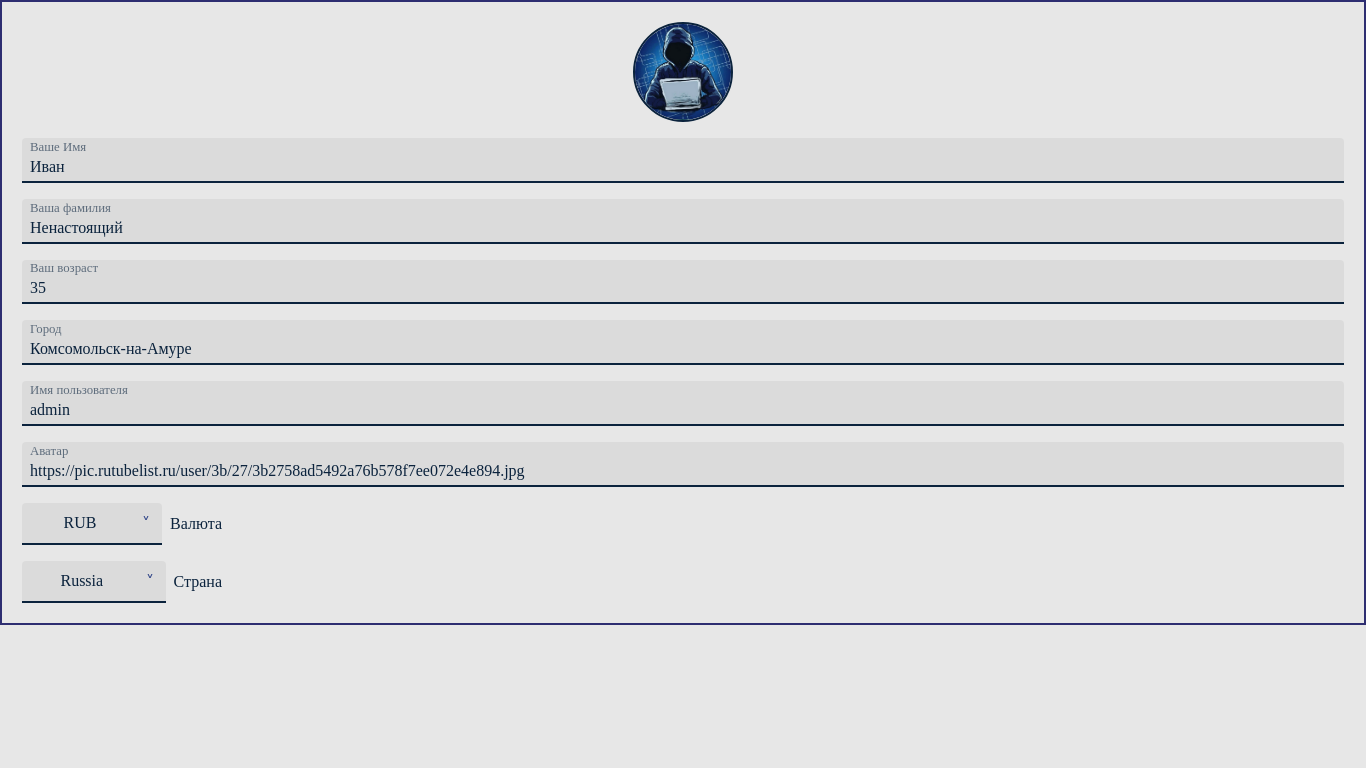 Ваше Имя
Иван
Ваша фамилия
Ненастоящий
Ваш возраст
35
Город
Комсомольск-на-Амуре
Имя пользователя
admin
Аватар
https://pic.rutubelist.ru/user/3b/27/3b2758ad5492a76b578f7ee072e4e894.jpg
RUB Валюта
Russia Страна